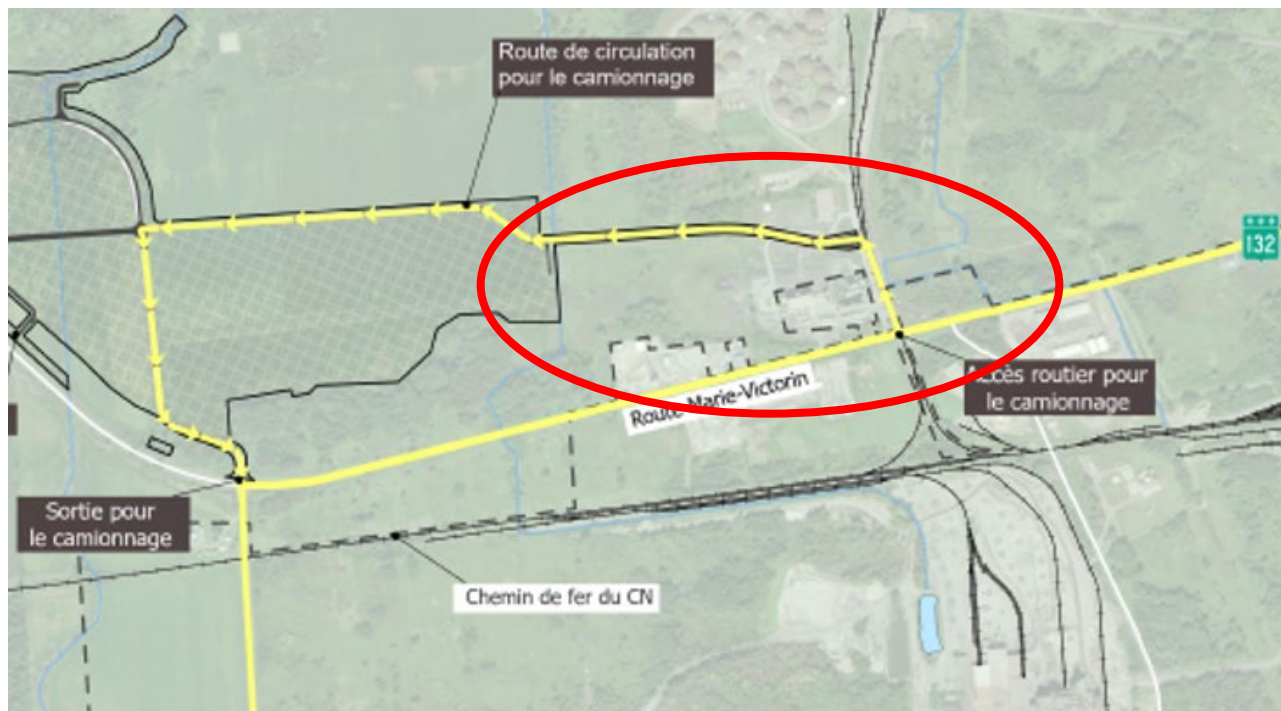 Route de circulation
pour le camionnage
132
Route Marie-Victorin
Accès routier pour
le camionnage
Sortie pour
le camionnage
Chemin de fer du CN